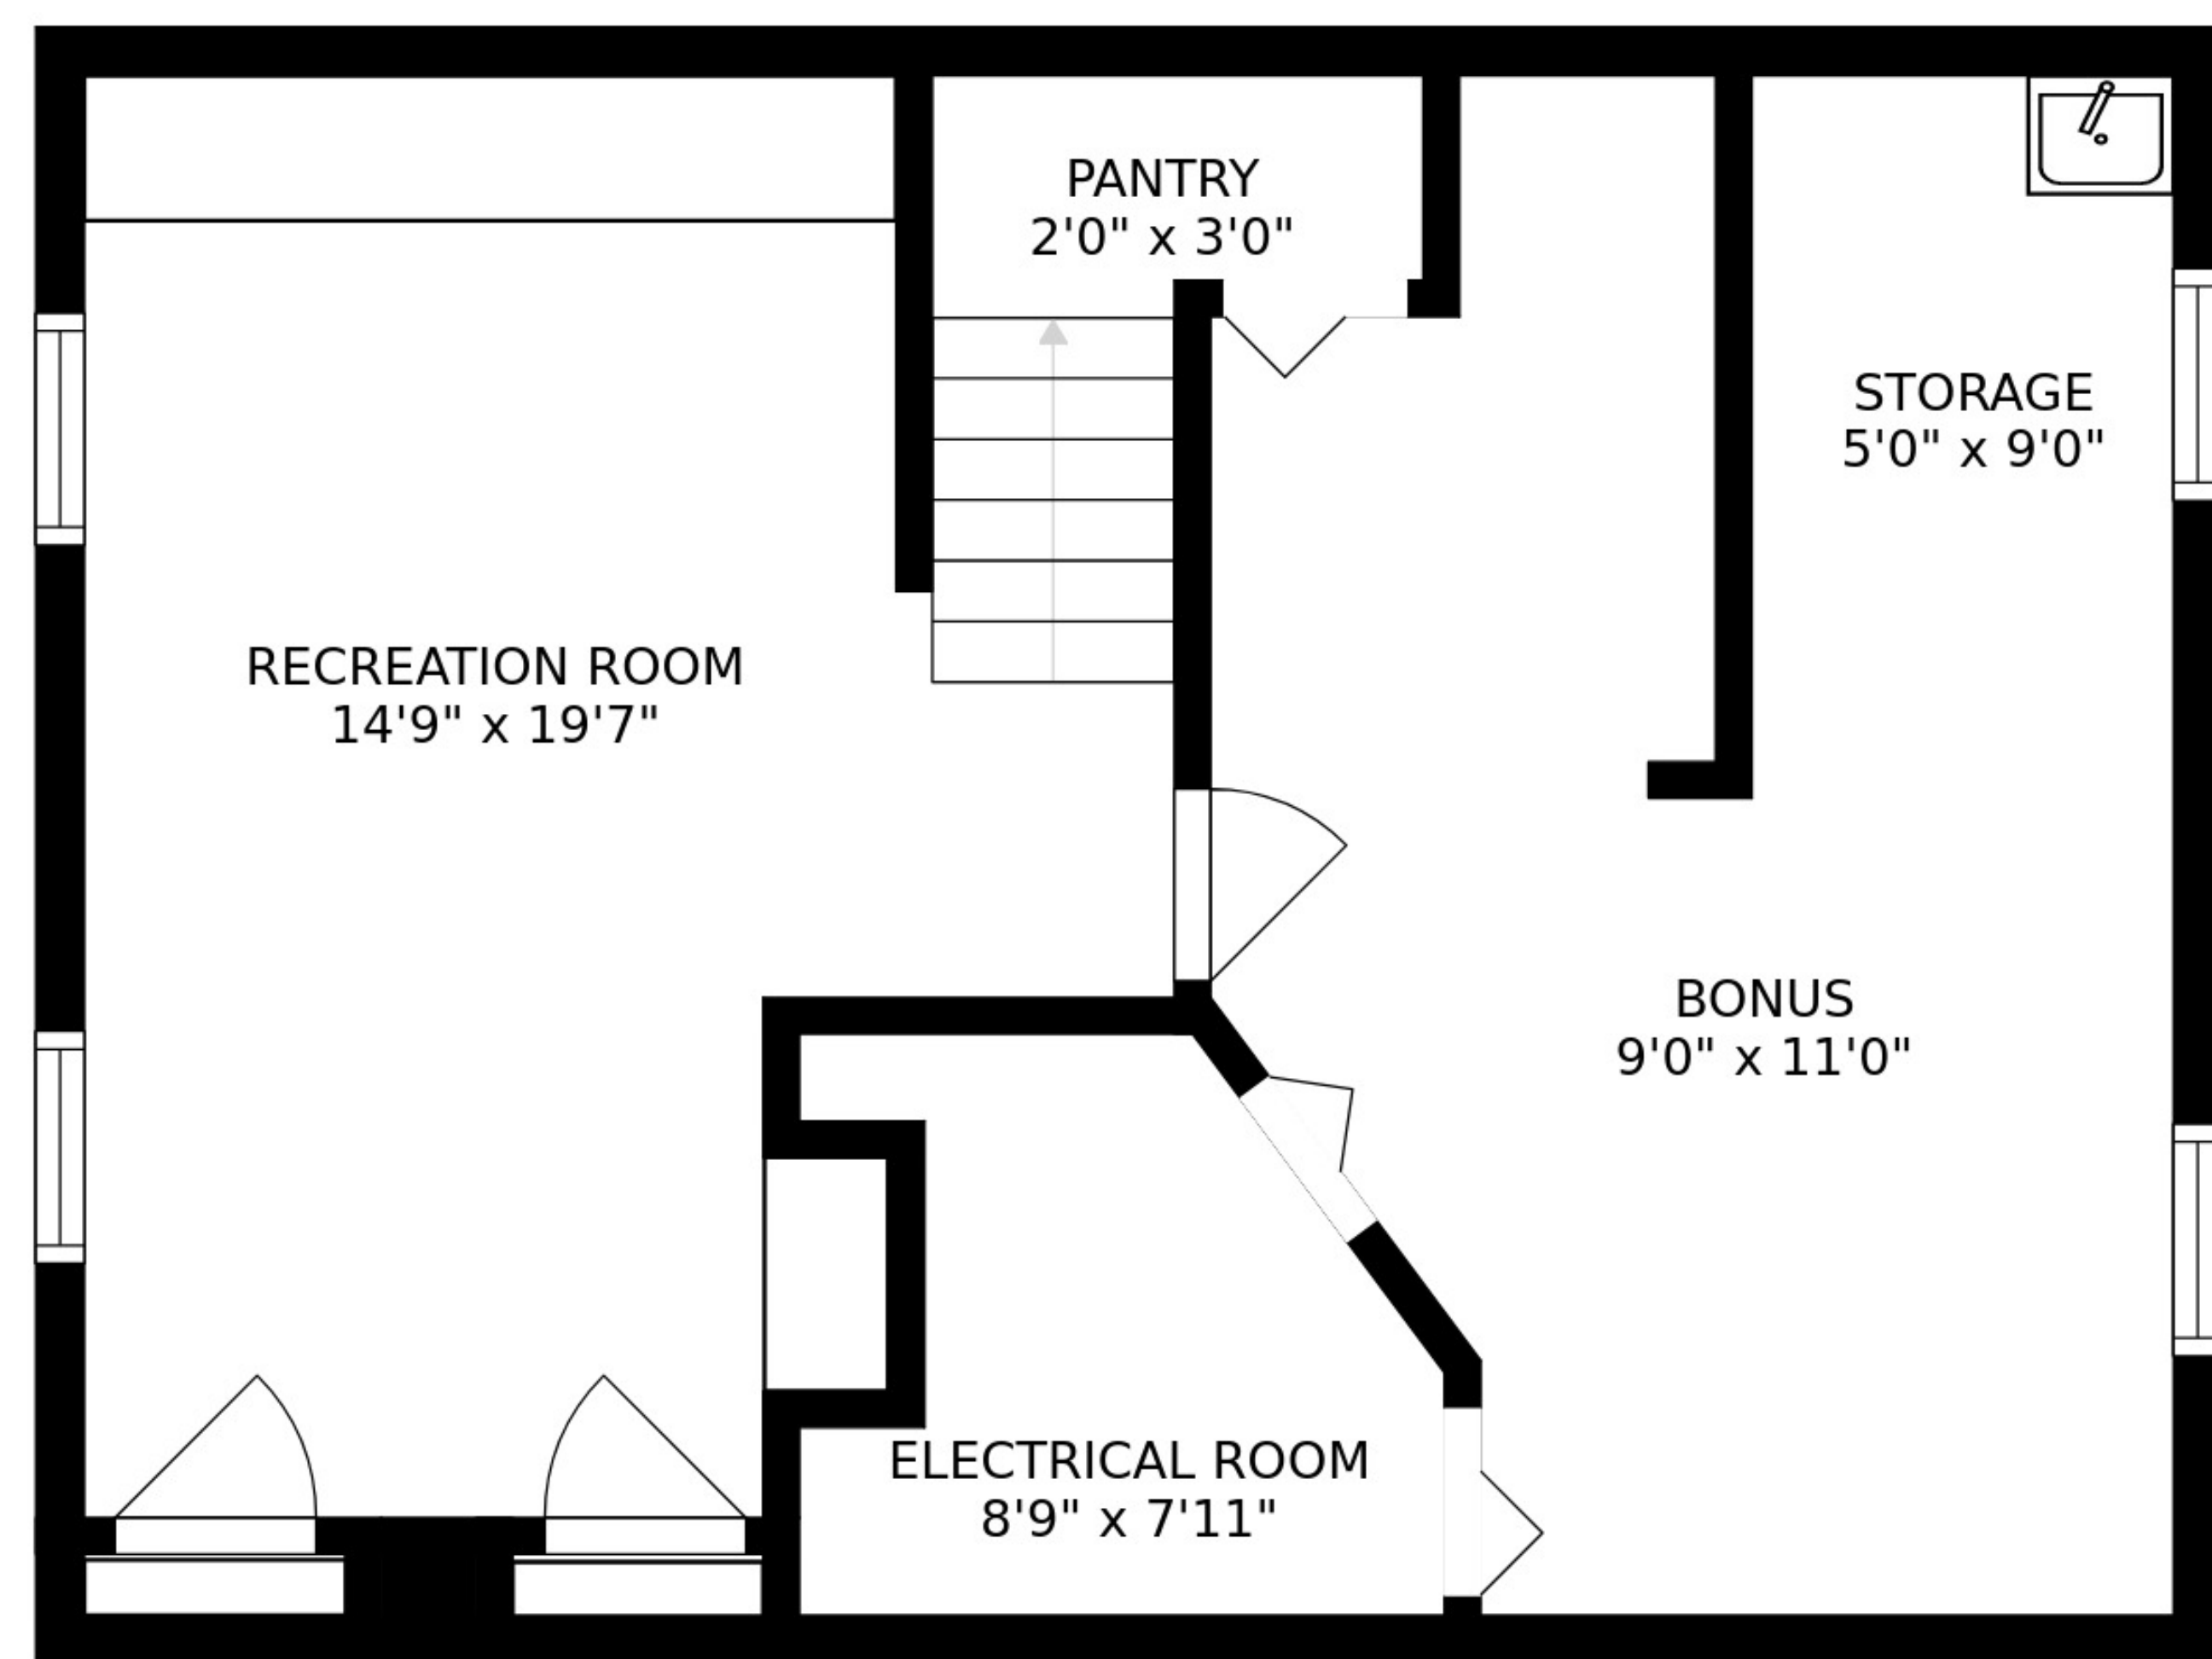 PANTRY
2'0" x 3'0"
STORAGE
5'0" x 9'0"
RECREATION ROOM
14'9" x 19'7"
BONUS
9'0" x 11'0"
ELECTRICAL ROOM
8'9" x 7'11"